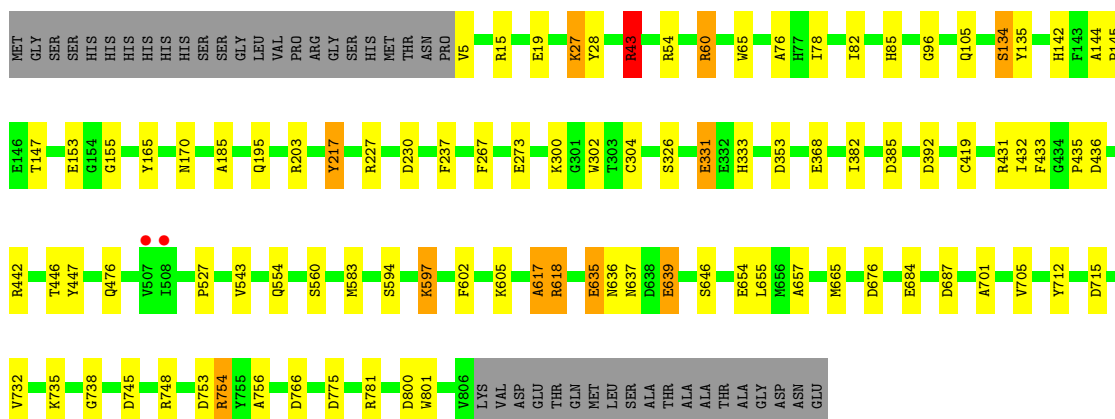 MET GLY SER SER HIS HIS HIS HIS HIS HIS SER SER GLY LEU VAL PRO ARG GLY SER HIS MET THR ASN PRO V5 R15 E19 K27 Y28 R43 R54 R60 W65 A76 H77 I78 I82 H85 G96 Q105 S134 Y135 H142 F143 A144 R145
E146 T147 E153 G154 G155 Y165 N170 A185 Q195 R203 Y217 R227 D230 F237 F267 E273 K300 G301 W302 T303 C304 S326 E331 E332 H333 D353 E368 I382 D385 D392 C419 R431 I432 F433 G434 P435 D436
R442 T446 Y447 Q476 V507 I508 P527 V543 Q554 S560 M583 S594 K597 F602 K605 A617 R618 E635 N636 N637 D638 E639 S646 E654 L655 M656 A657 M665 D676 E684 D687 A701 V705 Y712 D715
V732 K735 G738 D745 R748 D753 R754 Y755 A756 D766 D775 R781 D800 W801 V806 LYS VAL ASP GLU THR GLN MET LEU SER ALA THR ALA ALA THR ALA GLY ASP ASN GLU